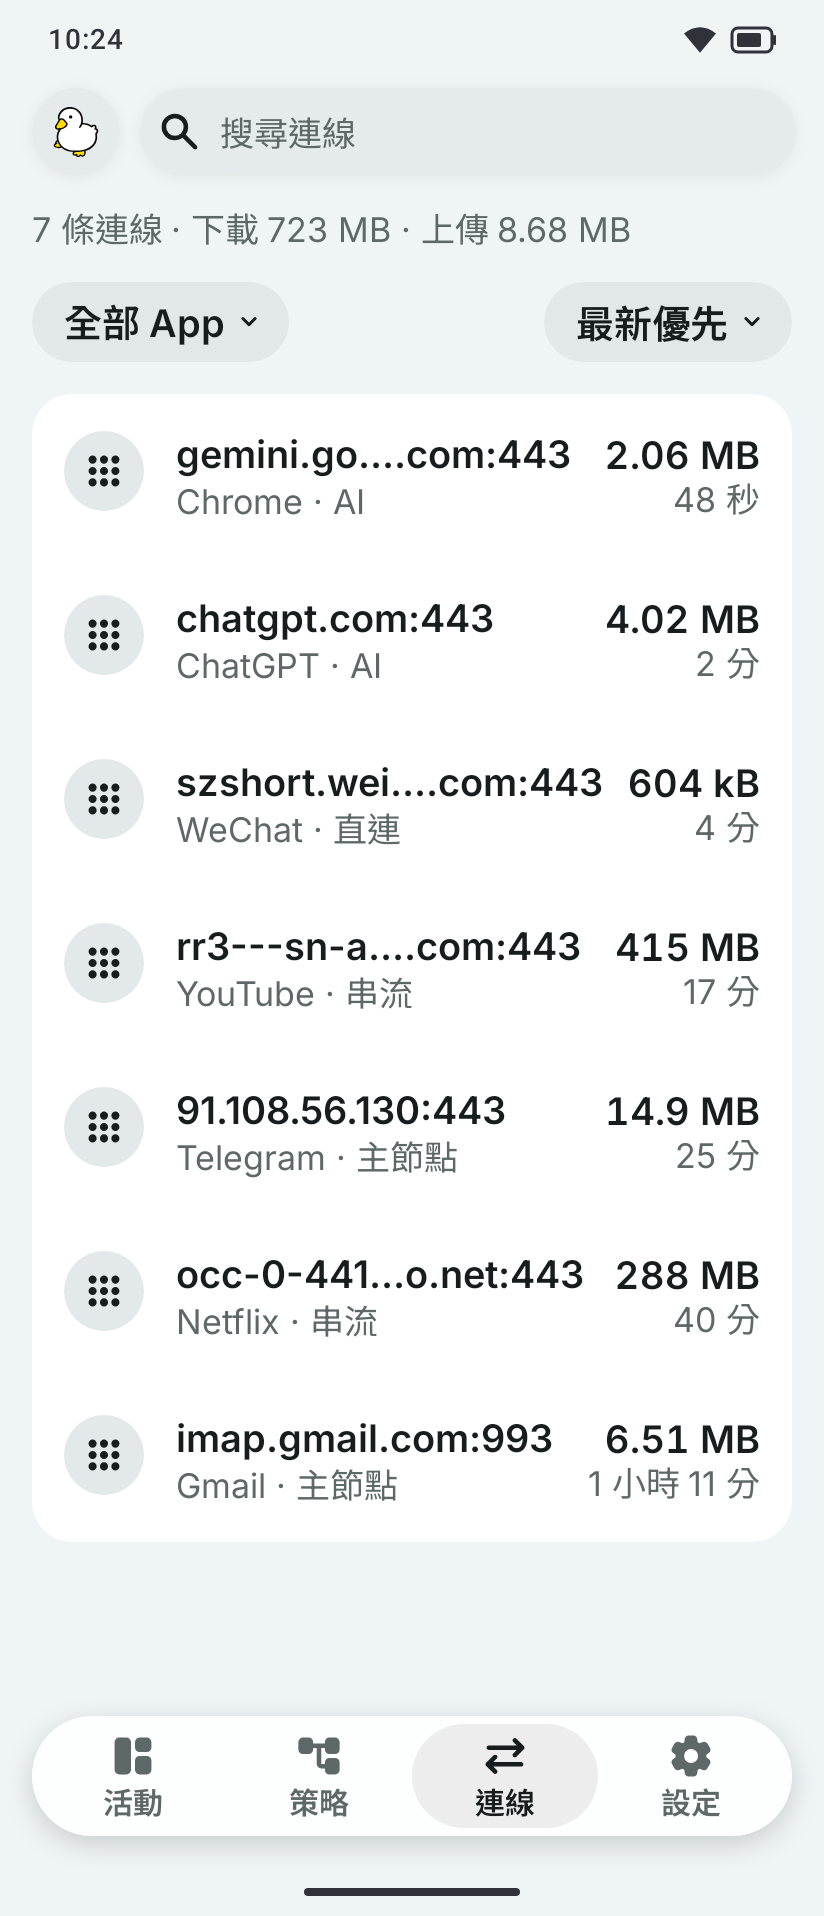 10:24
搜尋連線
7 條連線 · 下載 723 MB · 上傳 8.68 MB
全部 App
最新優先
gemini.go....com:443 2.06 MB
Chrome · AI 48 秒
chatgpt.com:443 4.02 MB
ChatGPT · AI 2 分
szshort.wei....com:443 604 kB
WeChat · 直連 4 分
rr3---sn-a....com:443 415 MB
YouTube · 串流 17 分
91.108.56.130:443 14.9 MB
Telegram · 主節點 25 分
occ-0-441...o.net:443 288 MB
Netflix · 串流 40 分
imap.gmail.com:993 6.51 MB
Gmail · 主節點 1 小時 11 分
活動 策略 連線 設定